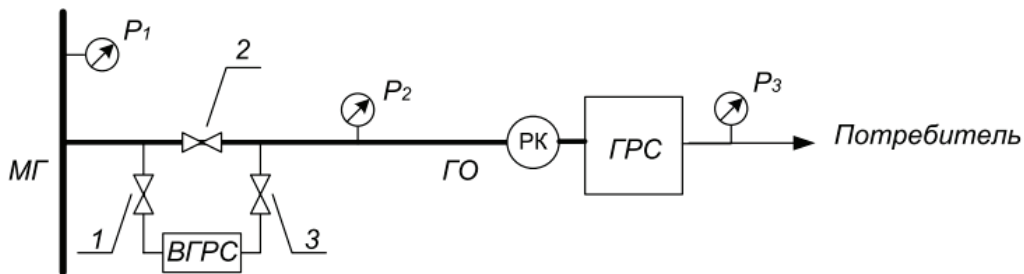 P1
2
P2
P3
Потребитель
МГ
ГО
РК
ГРС
1
ВГРС
3